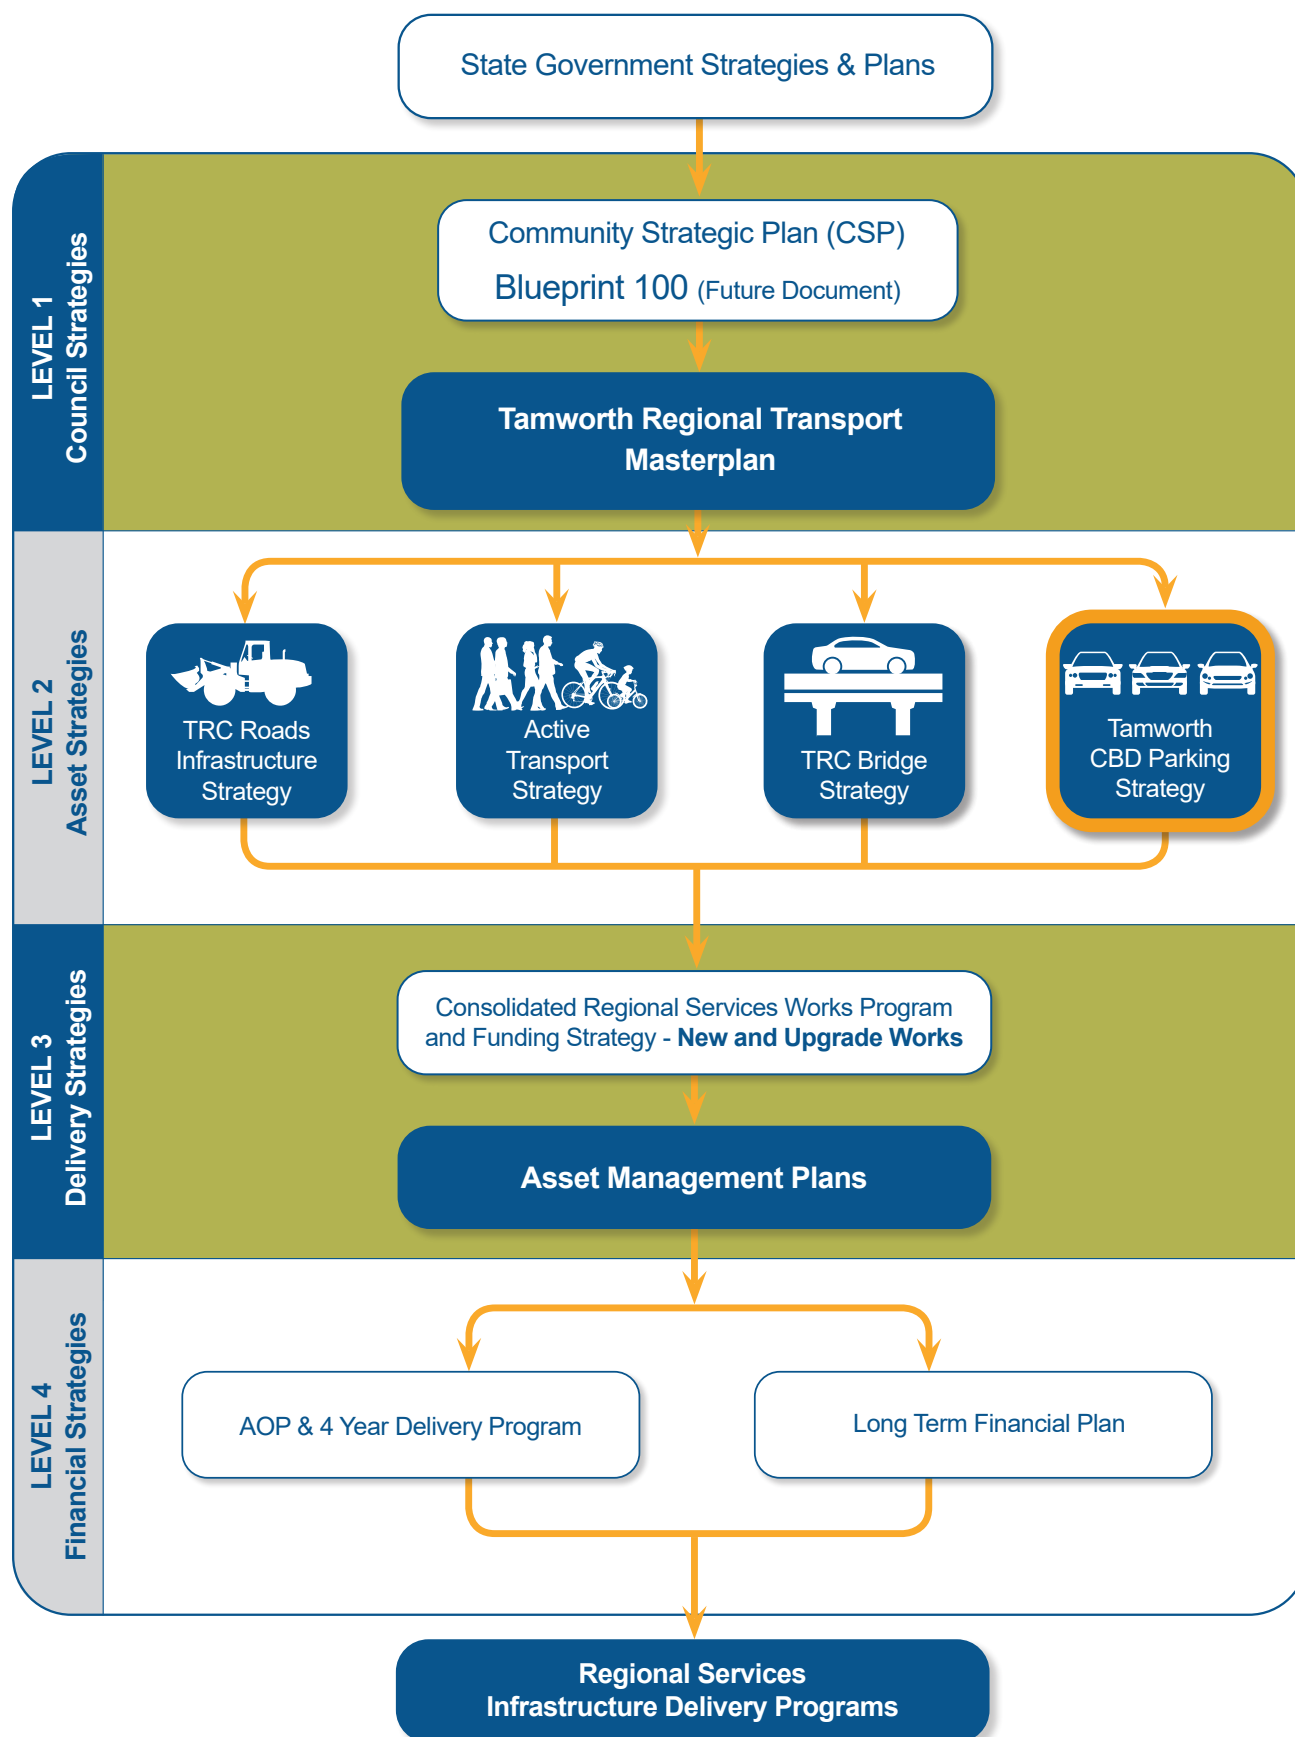 State Government Strategies & Plans
LEVEL 1
Council Strategies
Community Strategic Plan (CSP)
Blueprint 100 (Future Document)
Tamworth Regional Transport
Masterplan
LEVEL 2
Asset Strategies
TRC Roads
Infrastructure
Strategy
Active
Transport
Strategy
TRC Bridge
Strategy
Tamworth
CBD Parking
Strategy
LEVEL 3
Delivery Strategies
Consolidated Regional Services Works Program
and Funding Strategy - New and Upgrade Works
Asset Management Plans
LEVEL 4
Financial Strategies
AOP & 4 Year Delivery Program
Long Term Financial Plan
Regional Services
Infrastructure Delivery Programs